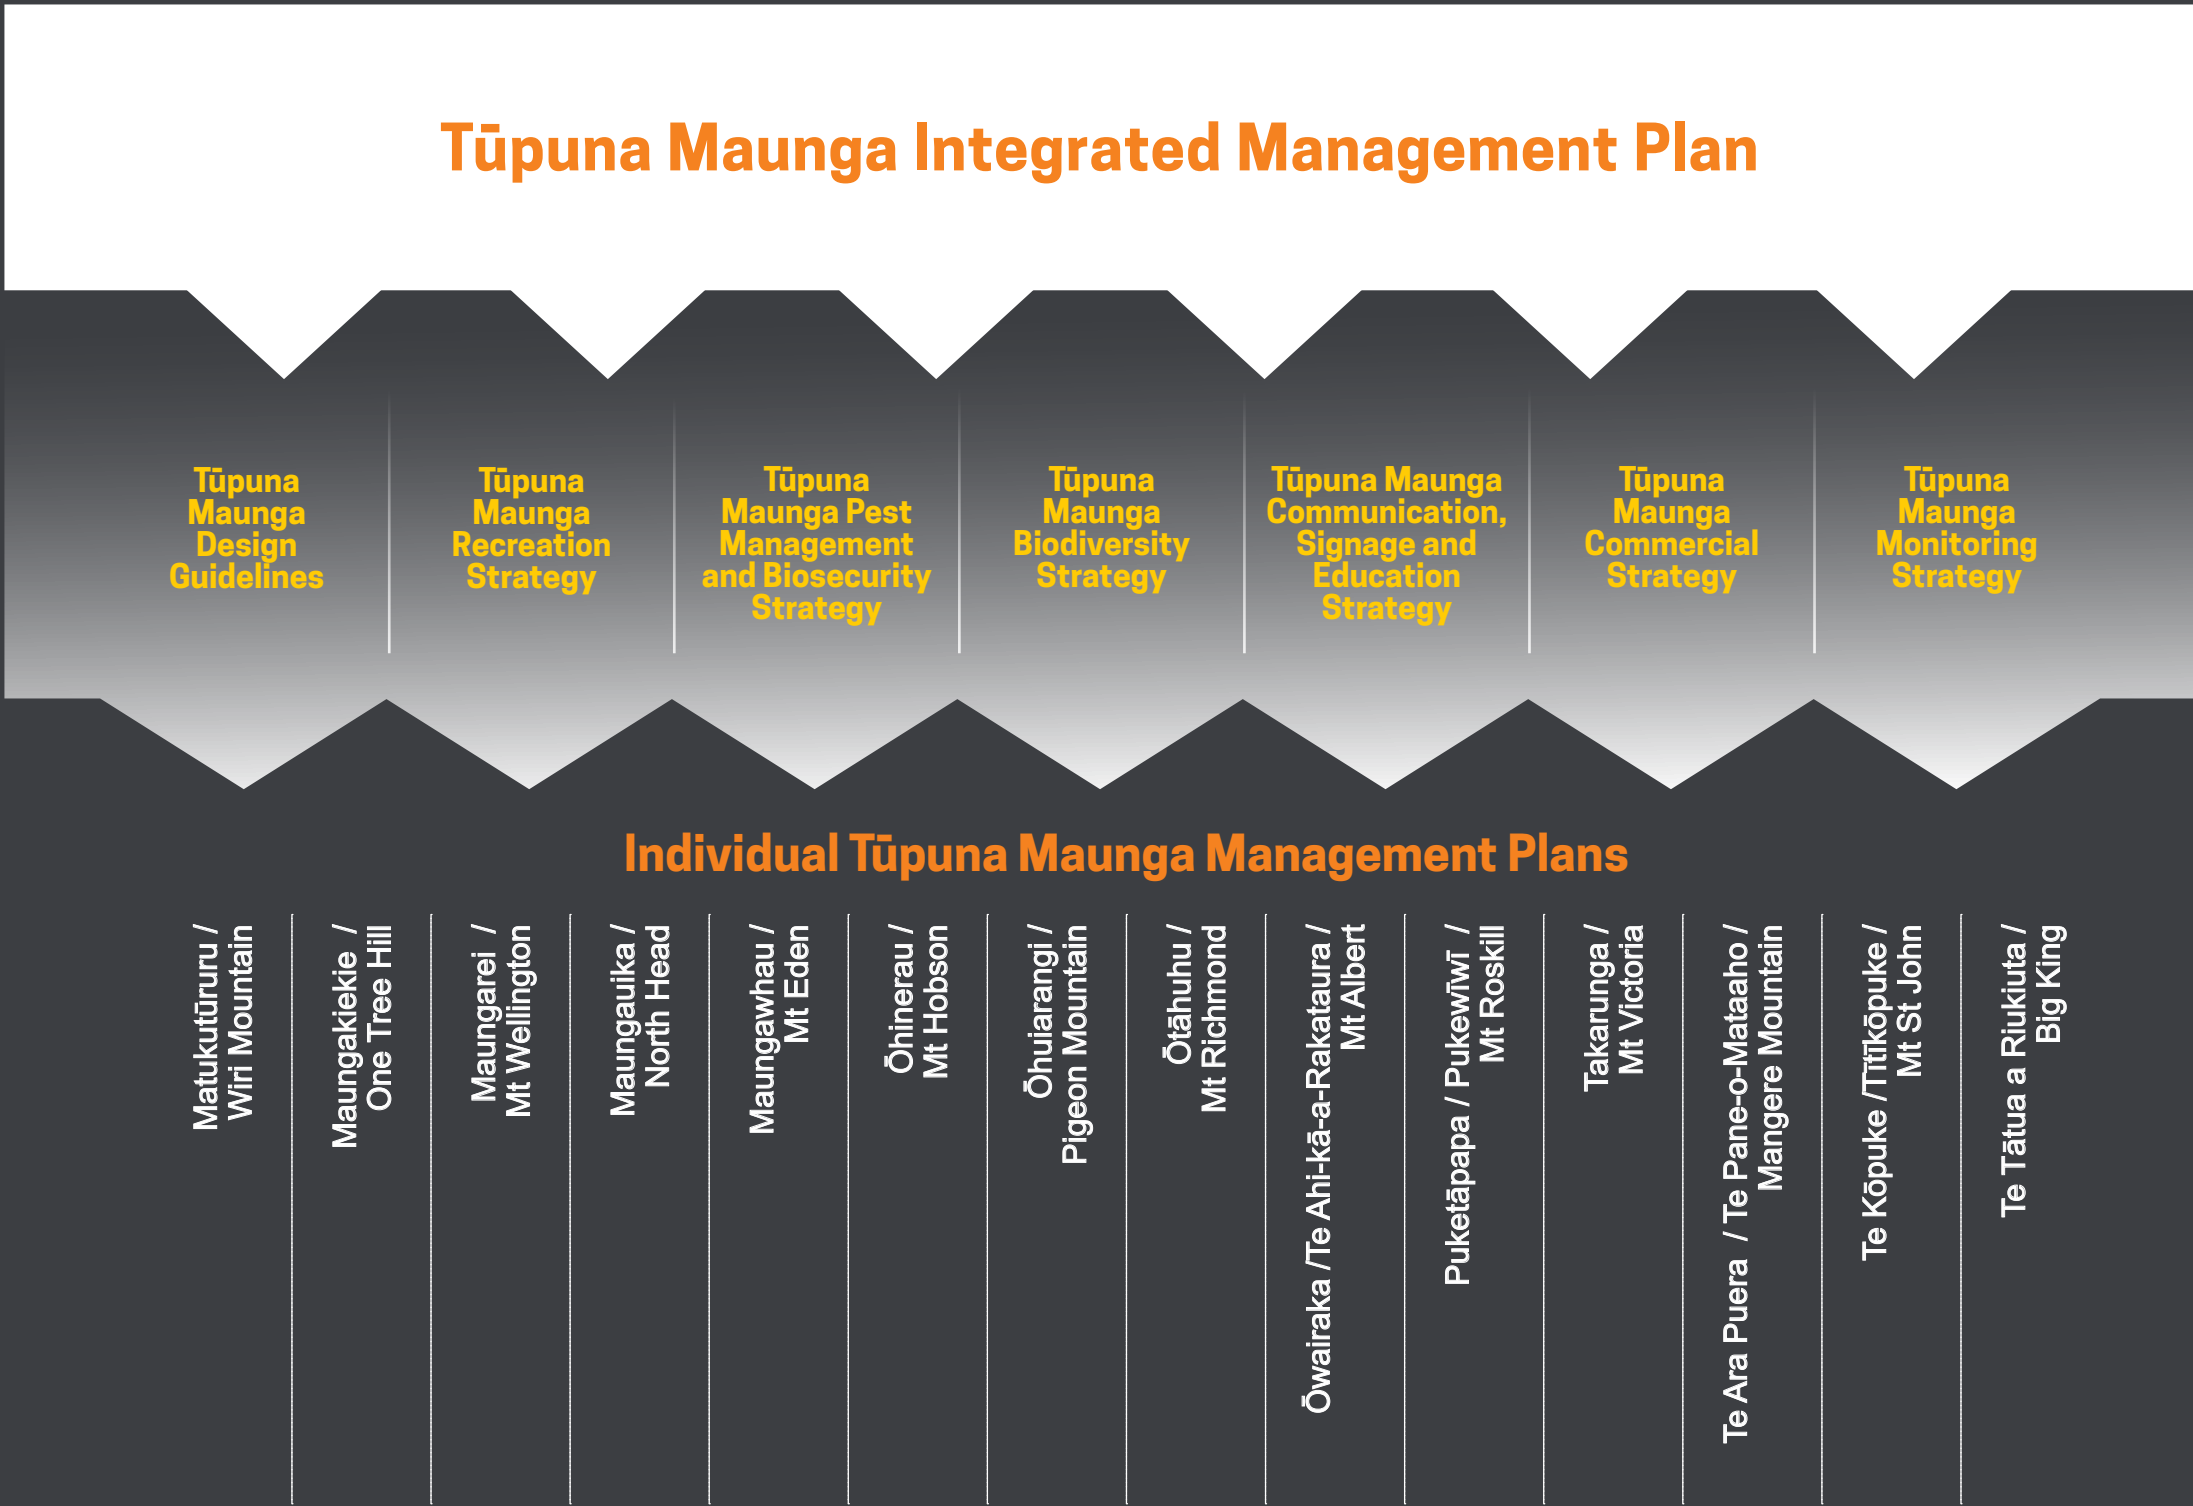 Tūpuna Maunga Integrated Management Plan
Tūpuna
Maunga
Design
Guidelines
Tūpuna
Maunga
Recreation
Strategy
Tūpuna
Maunga Pest
Management
and Biosecurity
Strategy
Tūpuna
Maunga
Biodiversity
Strategy
Tūpuna Maunga
Communication,
Signage and
Education
Strategy
Tūpuna
Maunga
Commercial
Strategy
Tūpuna
Maunga
Monitoring
Strategy
Individual Tūpuna Maunga Management Plans
Matukutūruru /
Wiri Mountain
Maungakiekie /
One Tree Hill
Maungarei /
Mt Wellington
Maungauika /
North Head
Maungawhau /
Mt Eden
Ōhinerau /
Mt Hobson
Ōhuiarangi /
Pigeon Mountain
Ōtāhuhu /
Mt Richmond
Ōwairaka /Te Ahi-kā-a-Rakataura /
Mt Albert
Puketāpapa / Pukewīwī /
Mt Roskill
Takarunga /
Mt Victoria
Te Ara Puera / Te Pane-o-Mataaho /
Mangere Mountain
Te Kōpuke /Tītīkōpuke /
Mt St John
Te Tātua a Riukiuta /
Big King